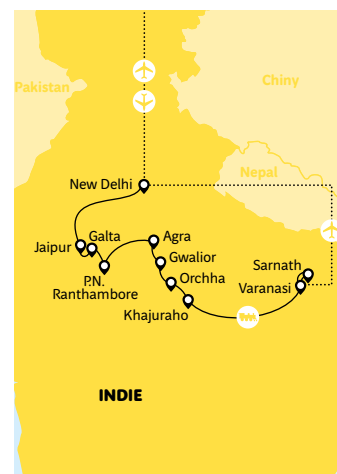 Pakistan
Chiny
Nepal
New Delhi
Galta
Jaipur
P.N.
Ranthambore
Agra
Gwalior
Orchha
Khajuraho
Sarnath
Varanasi
INDIE